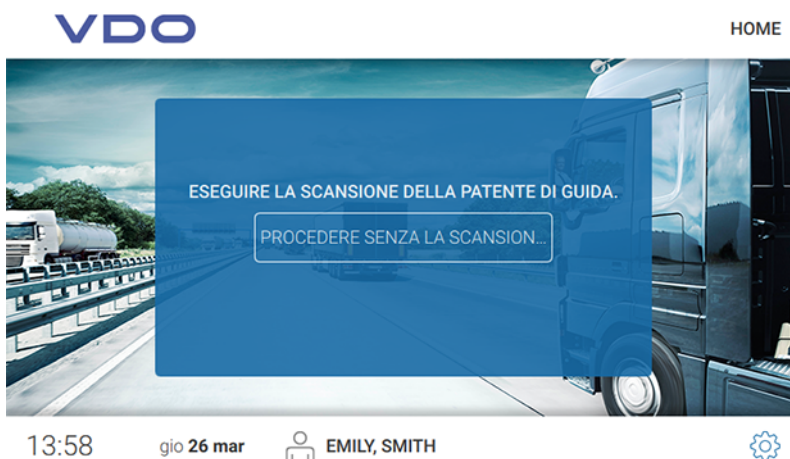 VDO
HOME
ESEGUIRE LA SCANSIONE DELLA PATENTE DI GUIDA.
PROCEDERE SENZA LA SCANSION...
13:58 gio 26 mar EMILY, SMITH